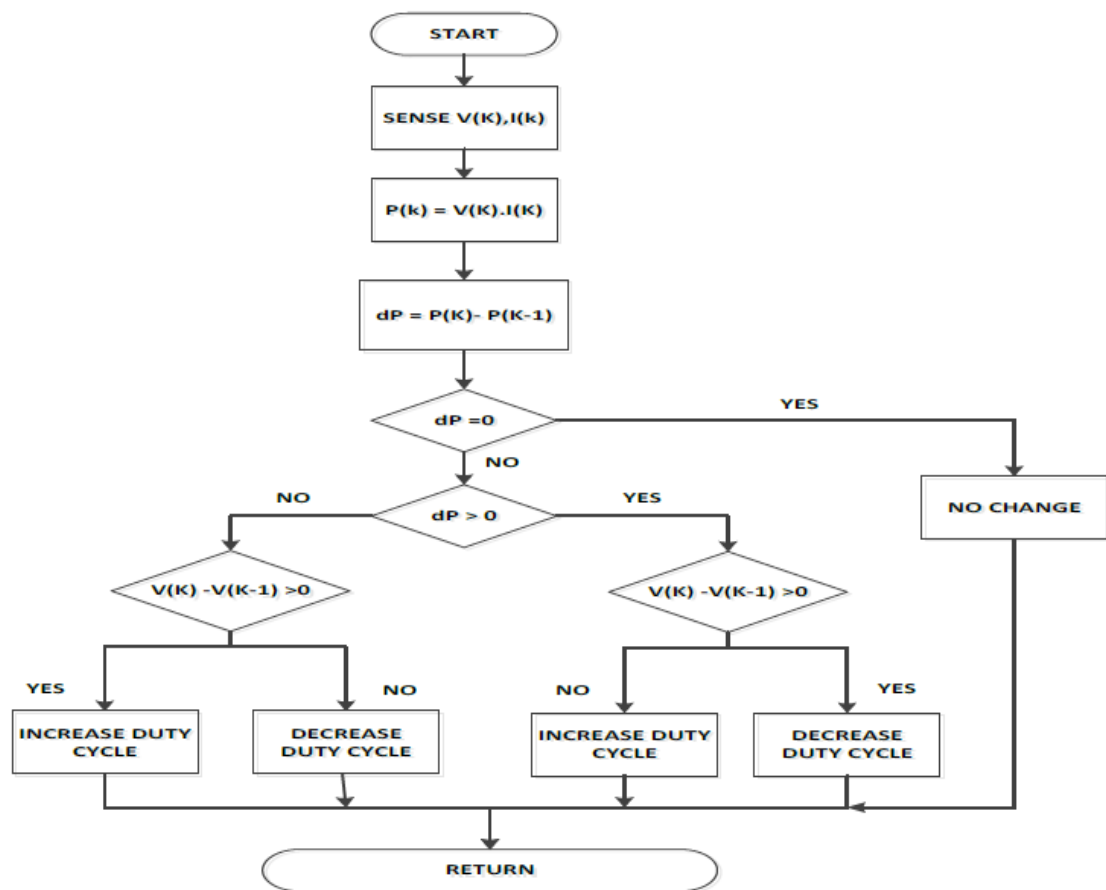 START
SENSE V(K),I(k)
P(k) = V(K).I(K)
dP = P(K)- P(K-1)
dP =0
YES
NO
NO CHANGE
NO
dP > 0
YES
V(K) -V(K-1) >0
V(K) -V(K-1) >0
YES
NO
NO
YES
INCREASE DUTY
CYCLE
DECREASE
DUTY CYCLE
INCREASE DUTY
CYCLE
DECREASE
DUTY CYCLE
RETURN